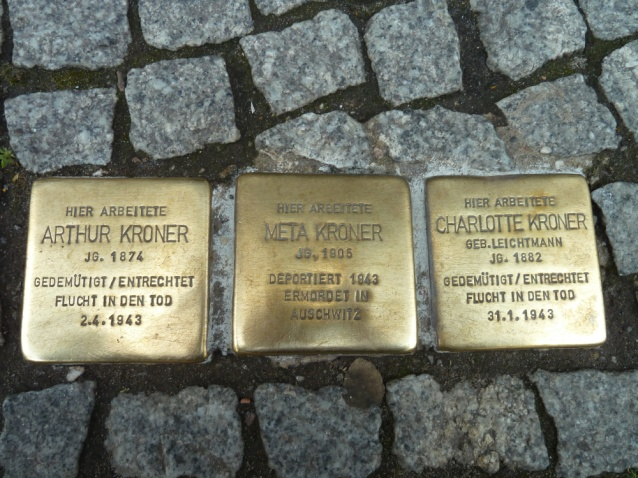 HIER ARBEITETE
ARTHUR KRONER
JG. 1874
GEDEMÜTIGT/ENTRECHTET
FLUCHT IN DEN TOD
2.4.1943
HIER ARBEITETE
META KRONER
JG. 1905
DEPORTIERT 1943
ERMORDET IN
AUSCHWITZ
HIER ARBEITETE
CHARLOTTE KRONER
GEB. LEICHTMANN
JG. 1882
GEDEMÜTIGT/ENTRECHTET
FLUCHT IN DEN TOD
31.1.1943